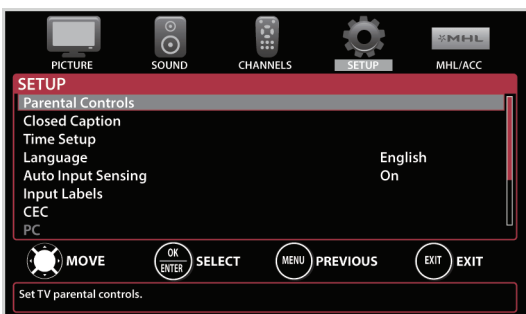 PICTURE SOUND CHANNELS SETUP MHL/ACC
MHL
SETUP
Parental Controls
Closed Caption
Time Setup
Language English
Auto Input Sensing On
Input Labels
CEC
PC
MOVE OK ENTER SELECT MENU PREVIOUS EXIT EXIT
Set TV parental controls.